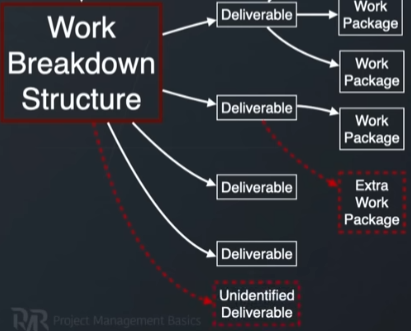 Work
Breakdown
Structure
Deliverable
Work
Package
Work
Package
Deliverable
Work
Package
Extra
Work
Package
Deliverable
Deliverable
Unidentified
Deliverable
Project Management Basics